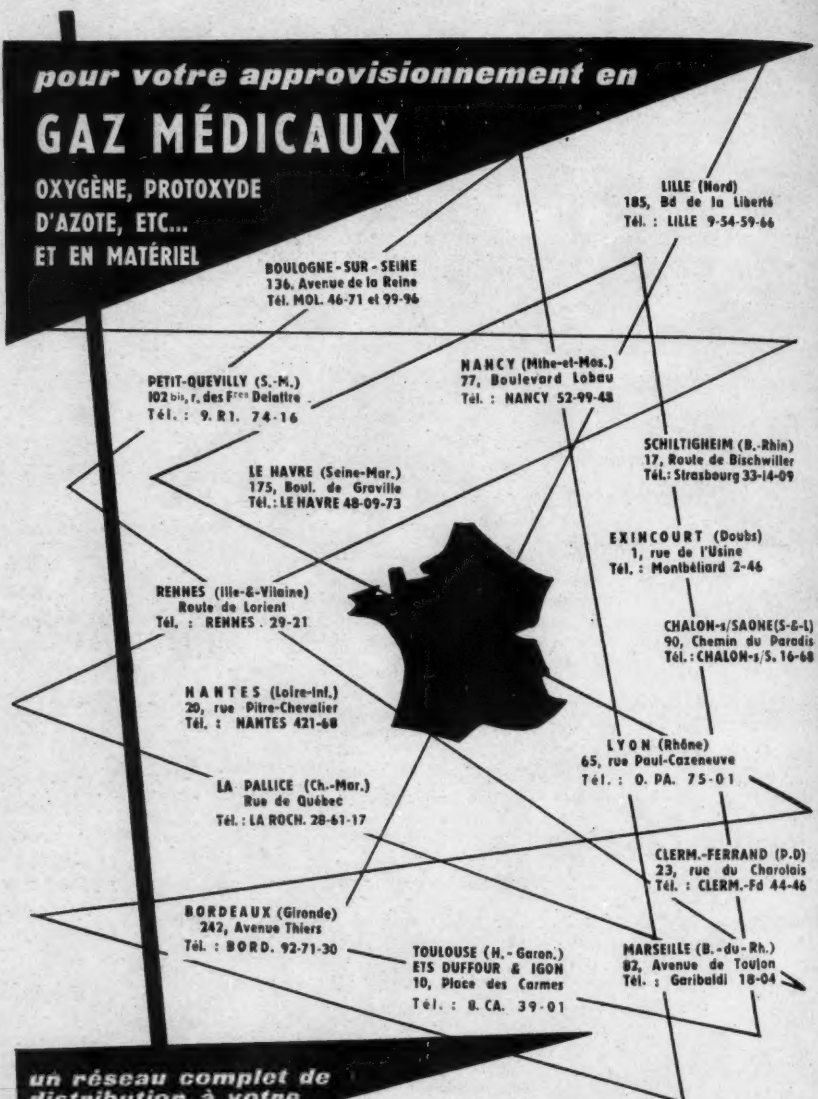 pour votre approvisionnement en
GAZ MÉDICAUX
OXYGÈNE, PROTOXYDE
D'AZOTE, ETC...
ET EN MATÉRIEL
LILLE (Nord)
185, Bd de la Liberté
Tél. : LILLE 9-54-59-66
BOULOGNE-SUR-SEINE
136, Avenue de la Reine
Tél. MOL. 46-71 et 99-96
NANCY (Mthe-et-Mos.)
77, Boulevard Lobau
Tél. : NANCY 52-99-48
PETIT-QUEVILLY (S.-M.)
102 bis, r. des Fres Delattre
Tél. : 9. R1. 74-16
SCHILTIGHEIM (B.-Rhin)
17, Route de Bischwiller
Tél. : Strasbourg 33-14-09
LE HAVRE (Seine-Mar.)
175, Boul. de Graville
Tél. : LE HAVRE 48-09-73
EXINCOURT (Doubs)
1, rue de l'Usine
Tél. : Montbéliard 2-46
RENNES (Ille-&-Vilaine)
Route de Lorient
Tél. : RENNES . 29-21
CHALON-s/SAONE(S-&-L)
90, Chemin du Paradis
Tél. : CHALON-s/S. 16-68
NANTES (Loire-Inf.)
20, rue Pitre-Chevalier
Tél. : NANTES 421-68
LYON (Rhône)
65, rue Paul-Cazeneuve
Tél. : O. PA. 75-01
LA PALLICE (Ch.-Mar.)
Rue de Québec
Tél. : LA ROCH. 28-61-17
CLERM.-FERRAND (P.D)
23, rue du Charolais
Tél. : CLERM.-Fd 44-46
BORDEAUX (Gironde)
242, Avenue Thiers
Tél. : BORD. 92-71-30
TOULOUSE (H.-Garon.)
ETS DUFFOUR & IGON
10, Place des Carmes
Tél. : 8. CA. 39-01
MARSEILLE (B.-du-Rh.)
82, Avenue de Toulon
Tél. : Garibaldi 18-04
un réseau complet de
distribution à votre